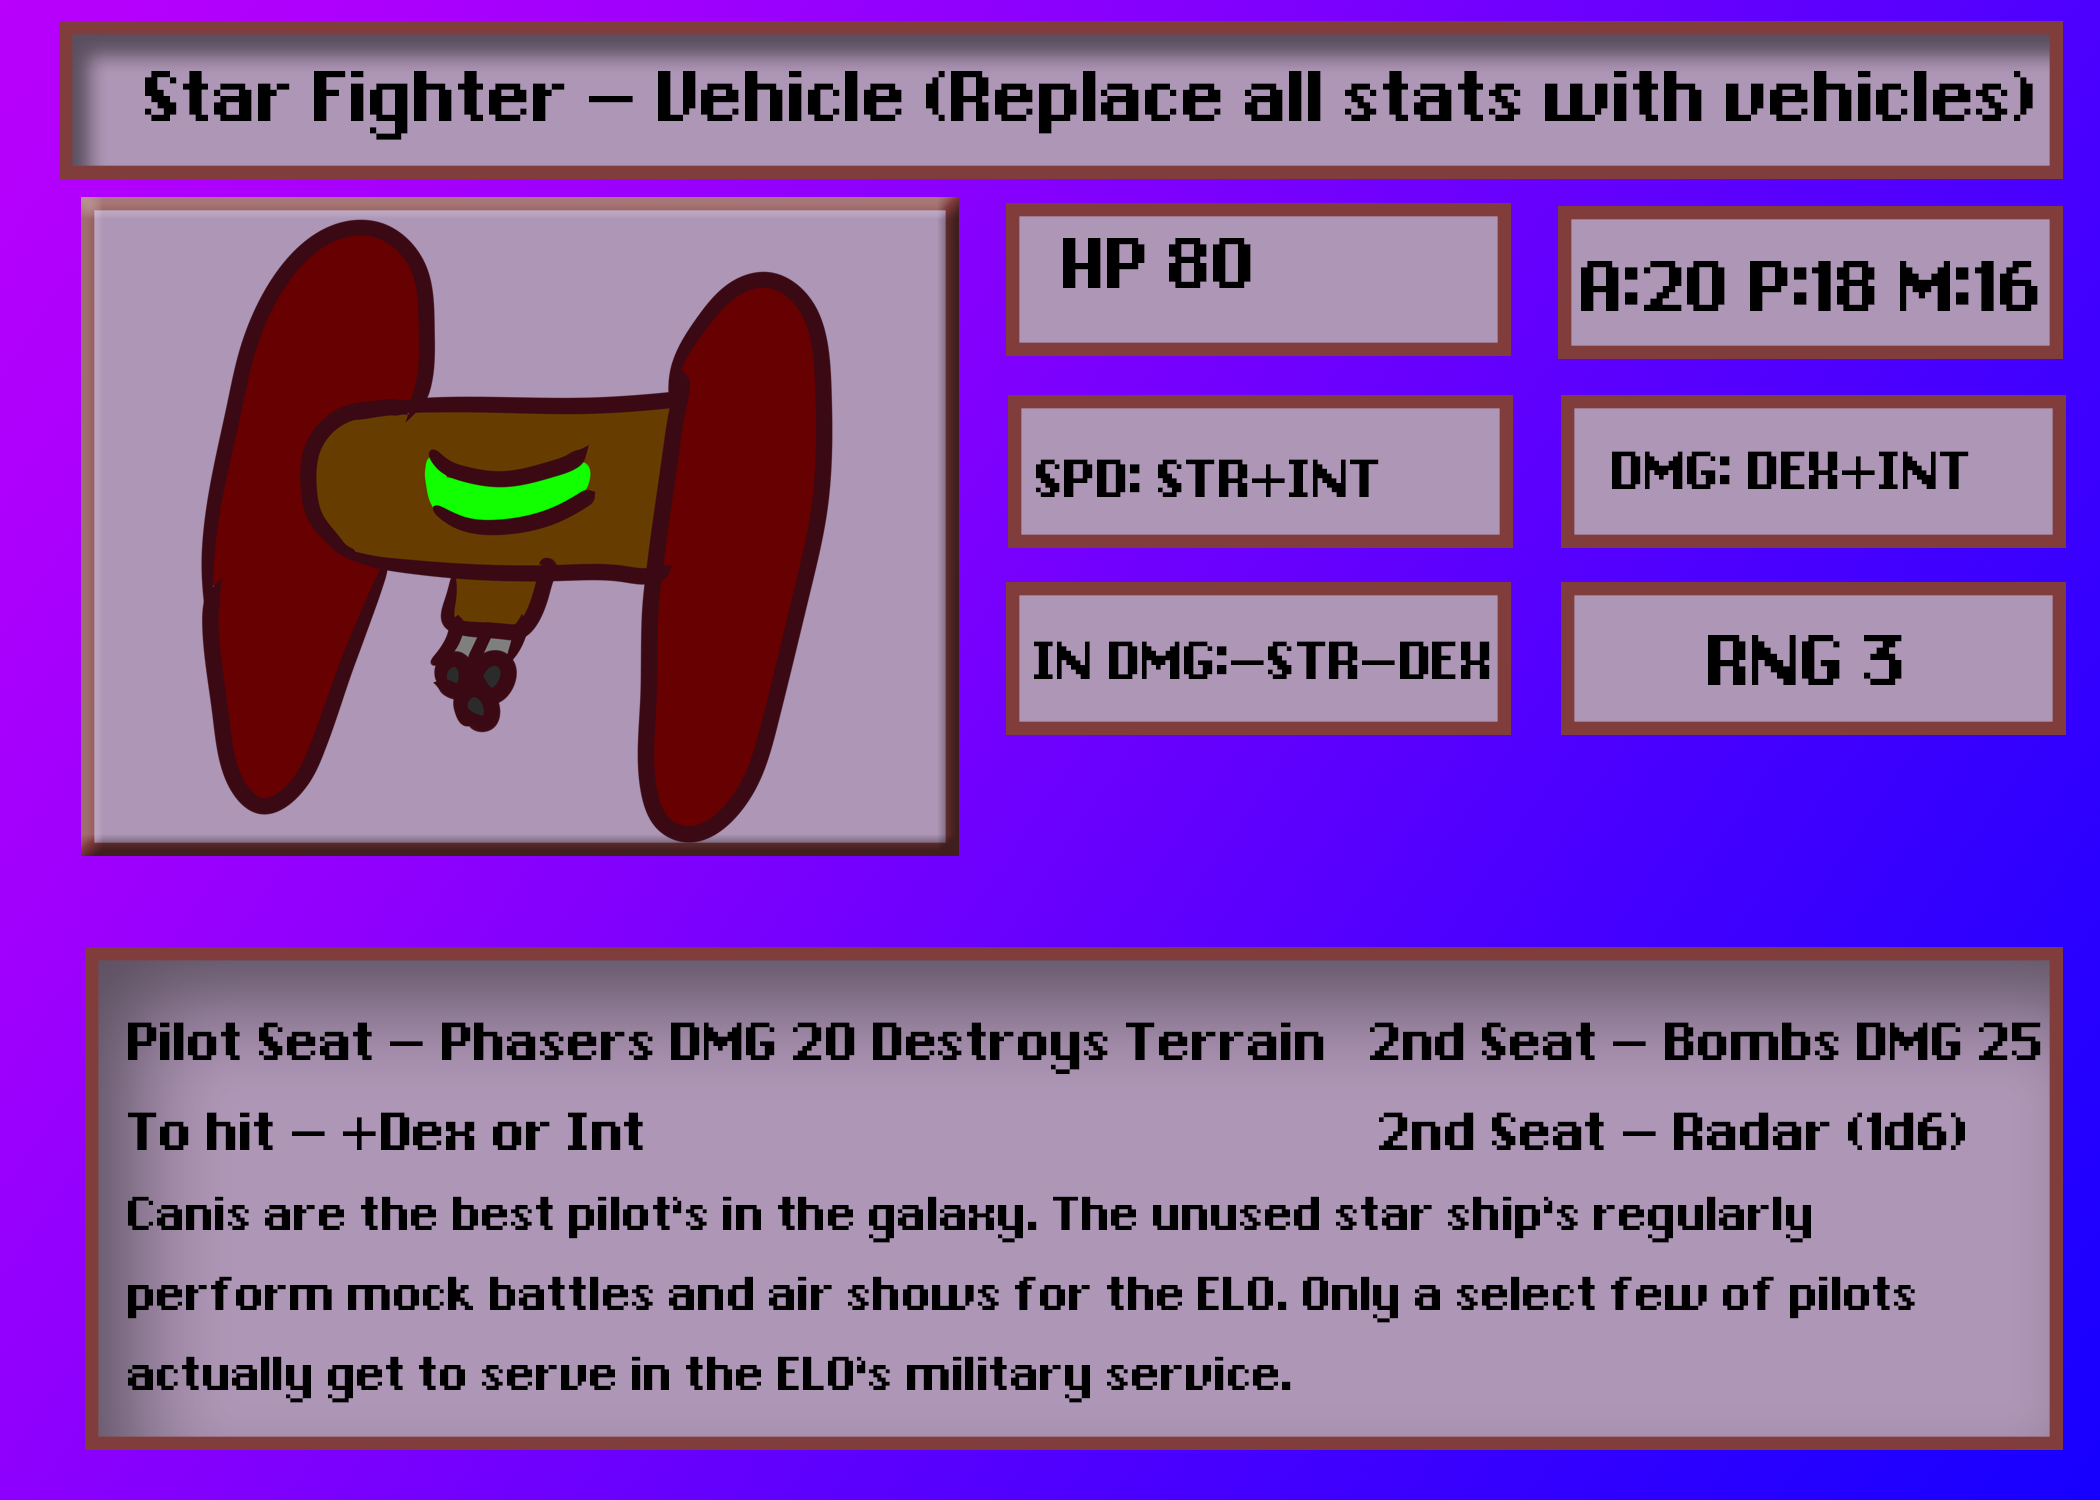 Star Fighter – Vehicle (Replace all stats with vehicles)
HP 80
A:20 P:18 M:16
SPD: STR+INT
DMG: DEX+INT
IN DMG:–STR–DEX
RNG 3
Pilot Seat – Phasers DMG 20 Destroys Terrain 2nd Seat – Bombs DMG 25
To hit – +Dex or Int 2nd Seat – Radar (1d6)
Canis are the best pilot's in the galaxy. The unused star ship's regularly
perform mock battles and air shows for the ELO. Only a select few of pilots
actually get to serve in the ELO's military service.